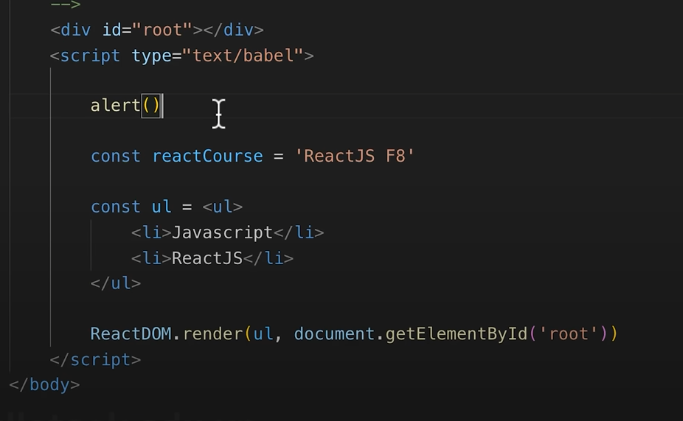 -->
<div id="root"></div>
<script type="text/babel">
alert()
const reactCourse = 'ReactJS F8'
const ul = <ul>
<li>Javascript</li>
<li>ReactJS</li>
</ul>
ReactDOM.render(ul, document.getElementById('root'))
</script>
</body>